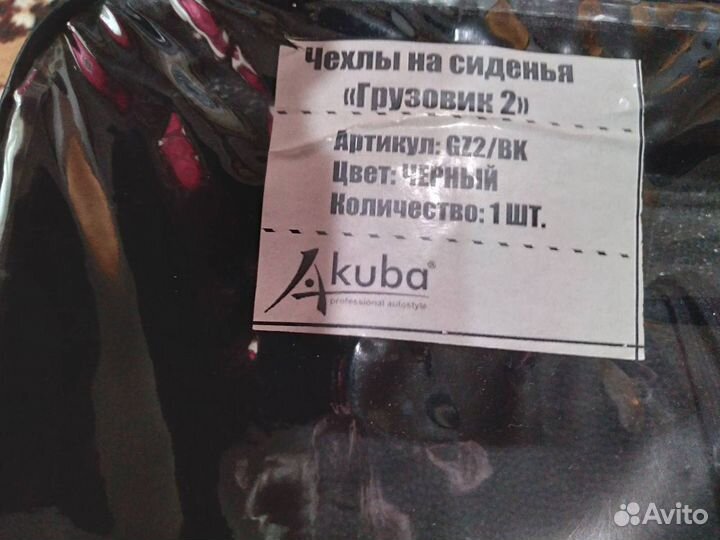 Чехлы на сиденья
«Грузовик 2»
Артикул: GZ2/BK
Цвет: ЧЕРНЫЙ
Количество: 1 ШТ.
Akuba®
professional autostyle
Avito